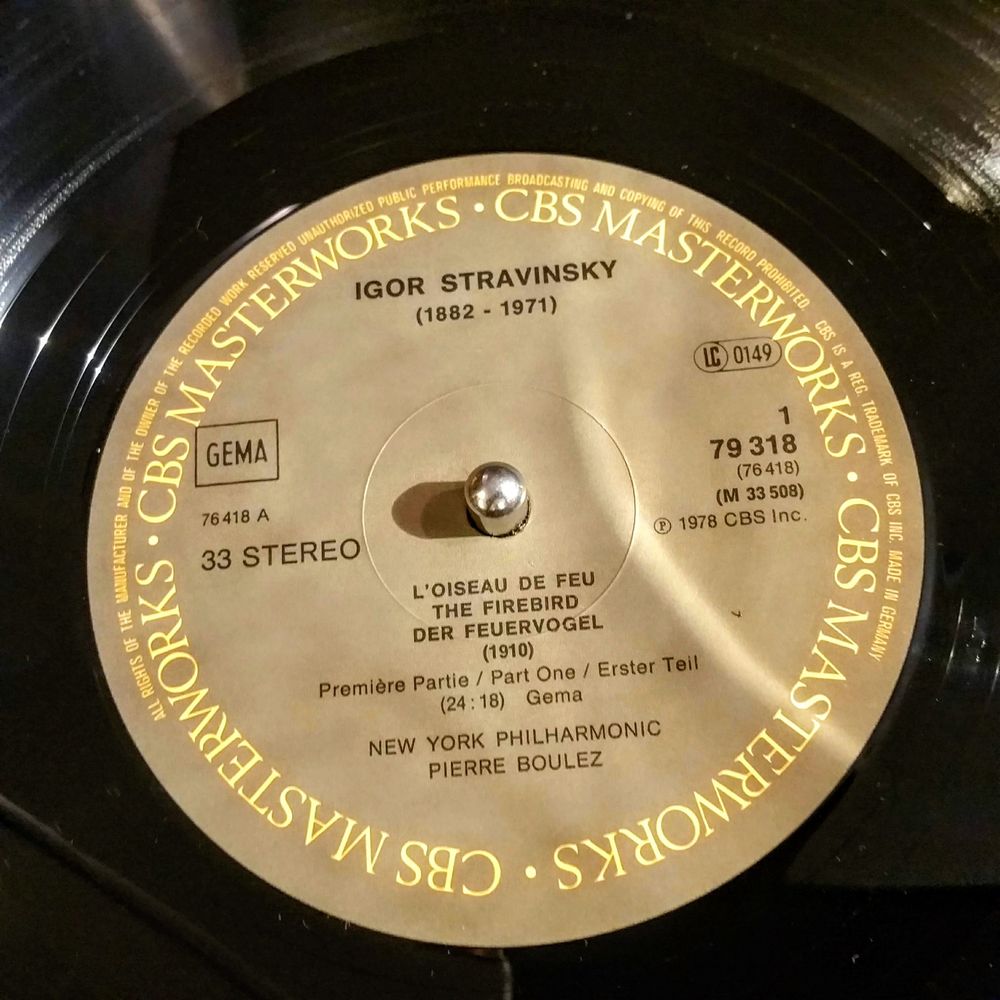 ALL RIGHTS OF THE MANUFACTURER AND OF THE OWNER OF THE RECORDED WORK RESERVED UNAUTHORIZED PUBLIC PERFORMANCE BROADCASTING AND COPYING OF THIS RECORD PROHIBITED. CBS IS A REG. TRADEMARK OF CBS INC. MADE IN GERMANY
CBS MASTERWORKS · CBS MASTERWORKS · CBS MASTERWORKS · CBS MASTERWORKS ·
IGOR STRAVINSKY
(1882 - 1971)
LC 0149
GEMA
1
79 318
(76 418)
(M 33 508)
℗ 1978 CBS Inc.
76 418 A
33 STEREO
L'OISEAU DE FEU
THE FIREBIRD
DER FEUERVOGEL
(1910)
Première Partie / Part One / Erster Teil
(24:18) Gema
NEW YORK PHILHARMONIC
PIERRE BOULEZ